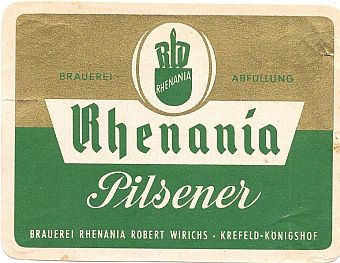 RB
RHENANIA
BRAUEREI - ABFÜLLUNG
Rhenania
Pilsener
BRAUEREI RHENANIA ROBERT WIRICHS · KREFELD-KÖNIGSHOF